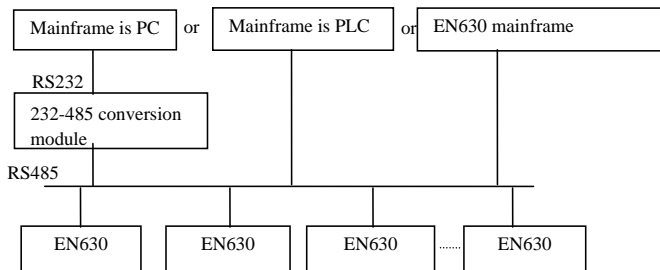 Mainframe is PC or Mainframe is PLC or EN630 mainframe
RS232
232-485 conversion
module
RS485
EN630 EN630 EN630 ........ EN630